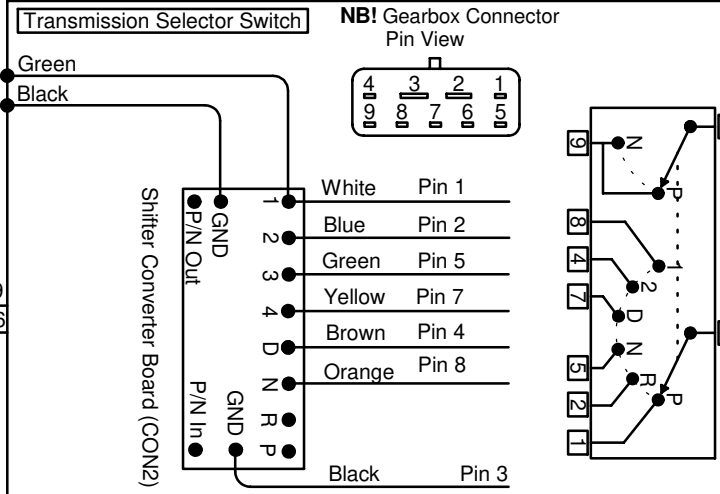 Transmission Selector Switch
NB! Gearbox Connector
Pin View
Green
Black
4 3 2 1
9 8 7 6 5
White Pin 1
Blue Pin 2
Green Pin 5
Yellow Pin 7
Brown Pin 4
Orange Pin 8
Black Pin 3
Shifter Converter Board (CON2)
P/N Out
GND
P/N In
GND
1
2
3
4
D
N
R
P
9
8
4
7
5
2
1
N
P
1
2
D
N
R
P